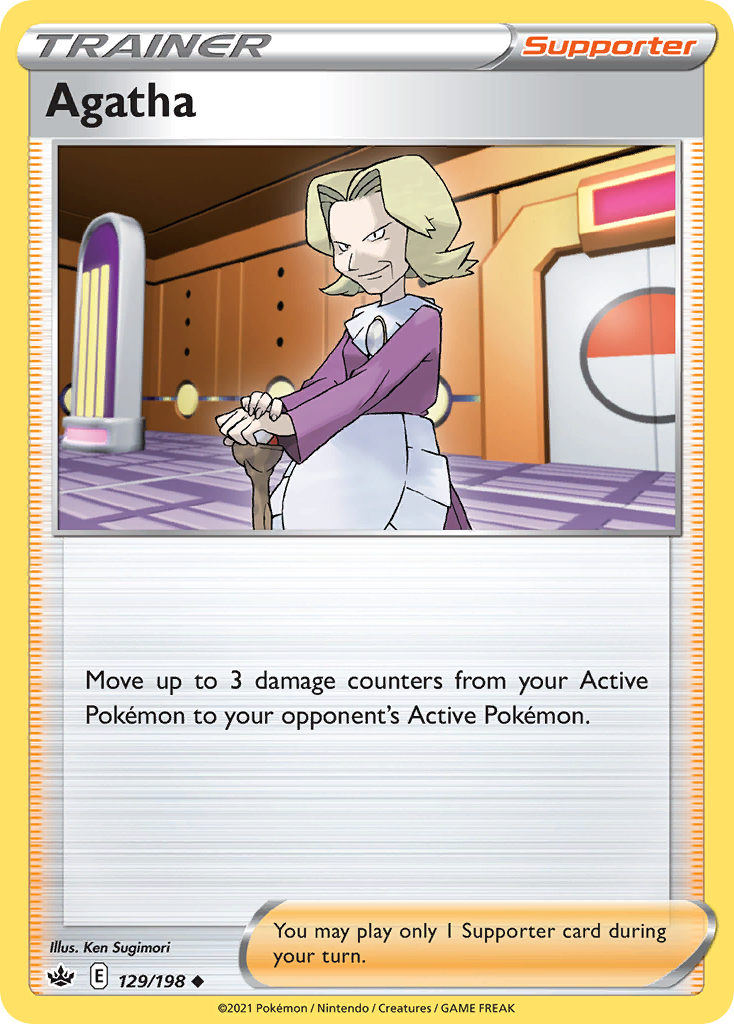 TRAINER
Supporter
Agatha
Move up to 3 damage counters from your Active
Pokémon to your opponent's Active Pokémon.
You may play only 1 Supporter card during
your turn.
Illus. Ken Sugimori
E 129/198
©2021 Pokémon / Nintendo / Creatures / GAME FREAK